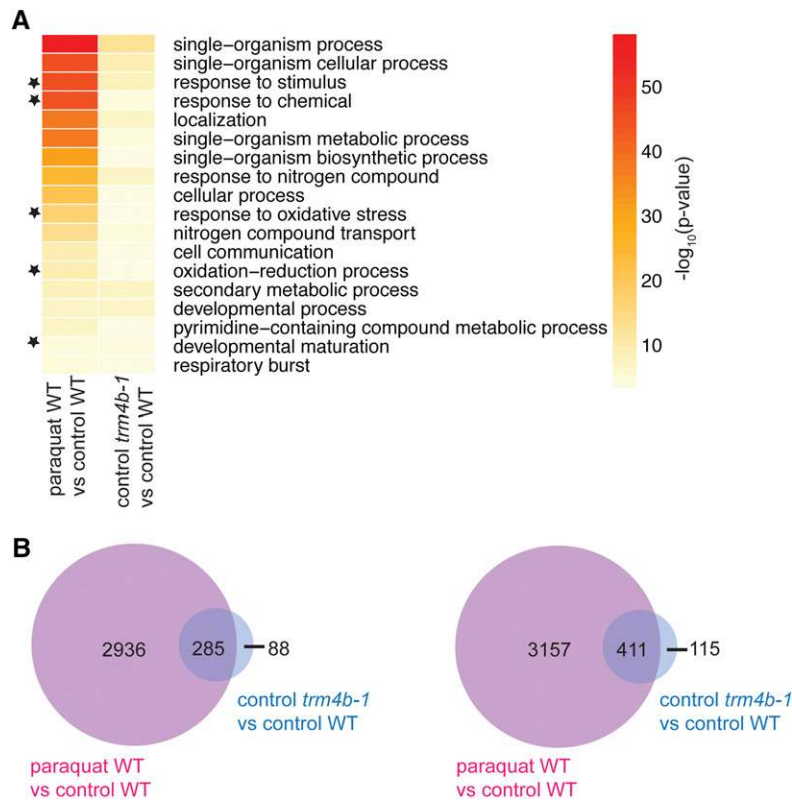 A
single-organism process
single-organism cellular process
response to stimulus
response to chemical
localization
single-organism metabolic process
single-organism biosynthetic process
response to nitrogen compound
cellular process
response to oxidative stress
nitrogen compound transport
cell communication
oxidation-reduction process
secondary metabolic process
developmental process
pyrimidine-containing compound metabolic process
developmental maturation
respiratory burst
paraquat WT
vs control WT
control trm4b-1
vs control WT
50
40
30
20
10
-log10(p-value)
B
2936
285
88
control trm4b-1
vs control WT
paraquat WT
vs control WT
3157
411
115
control trm4b-1
vs control WT
paraquat WT
vs control WT